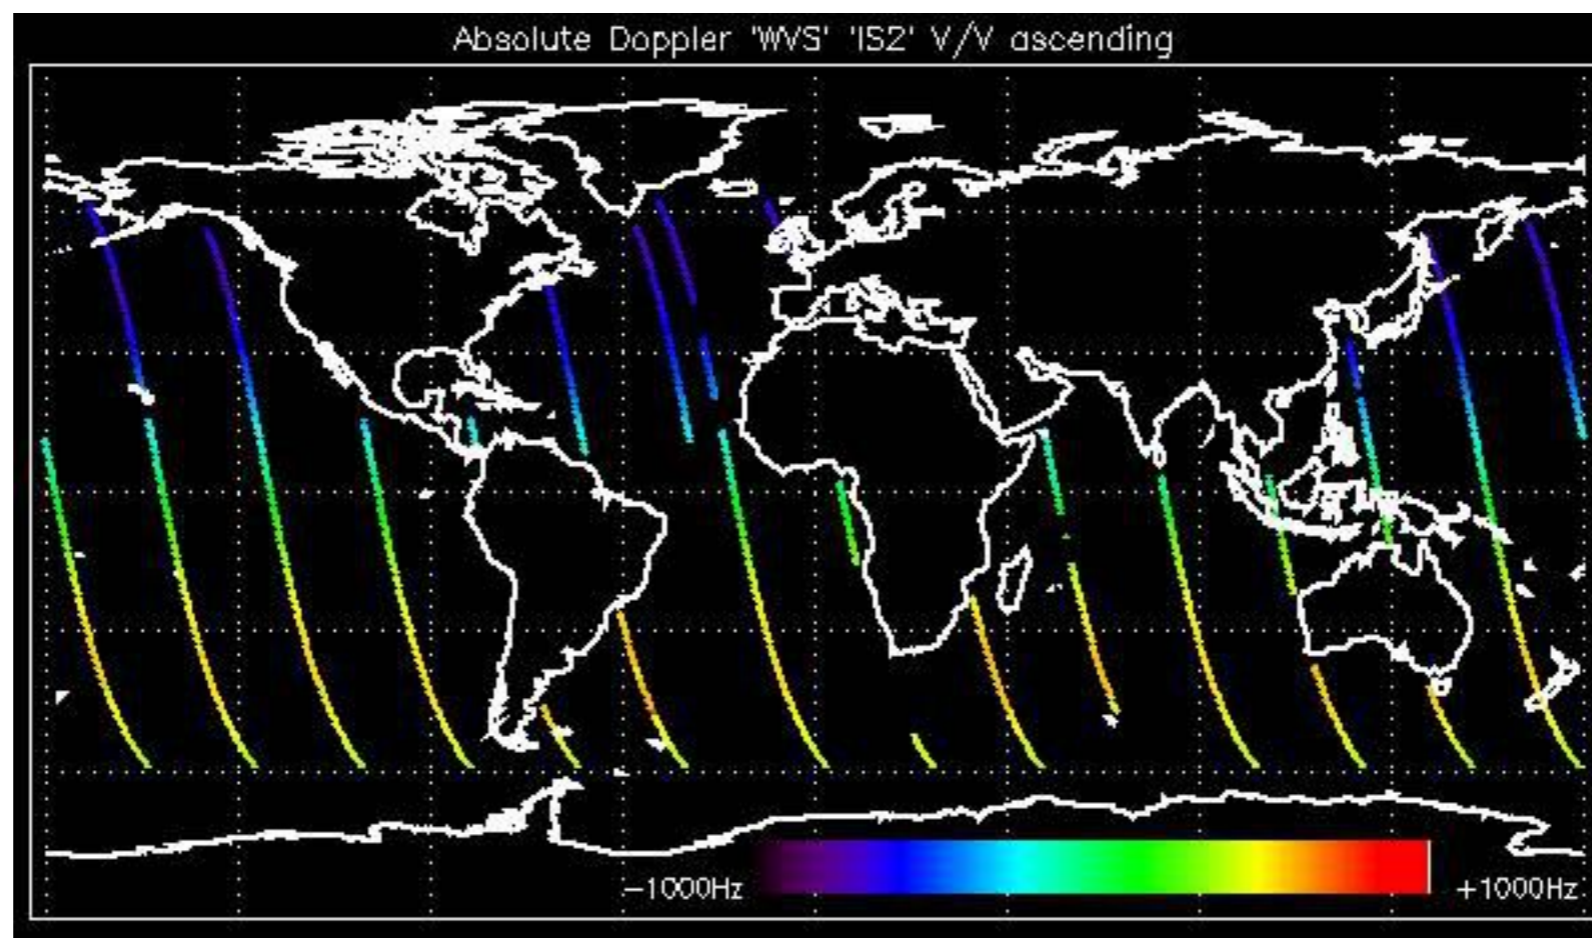 Absolute Doppler 'WVS' 'IS2' V/V ascending
-1000Hz +1000Hz